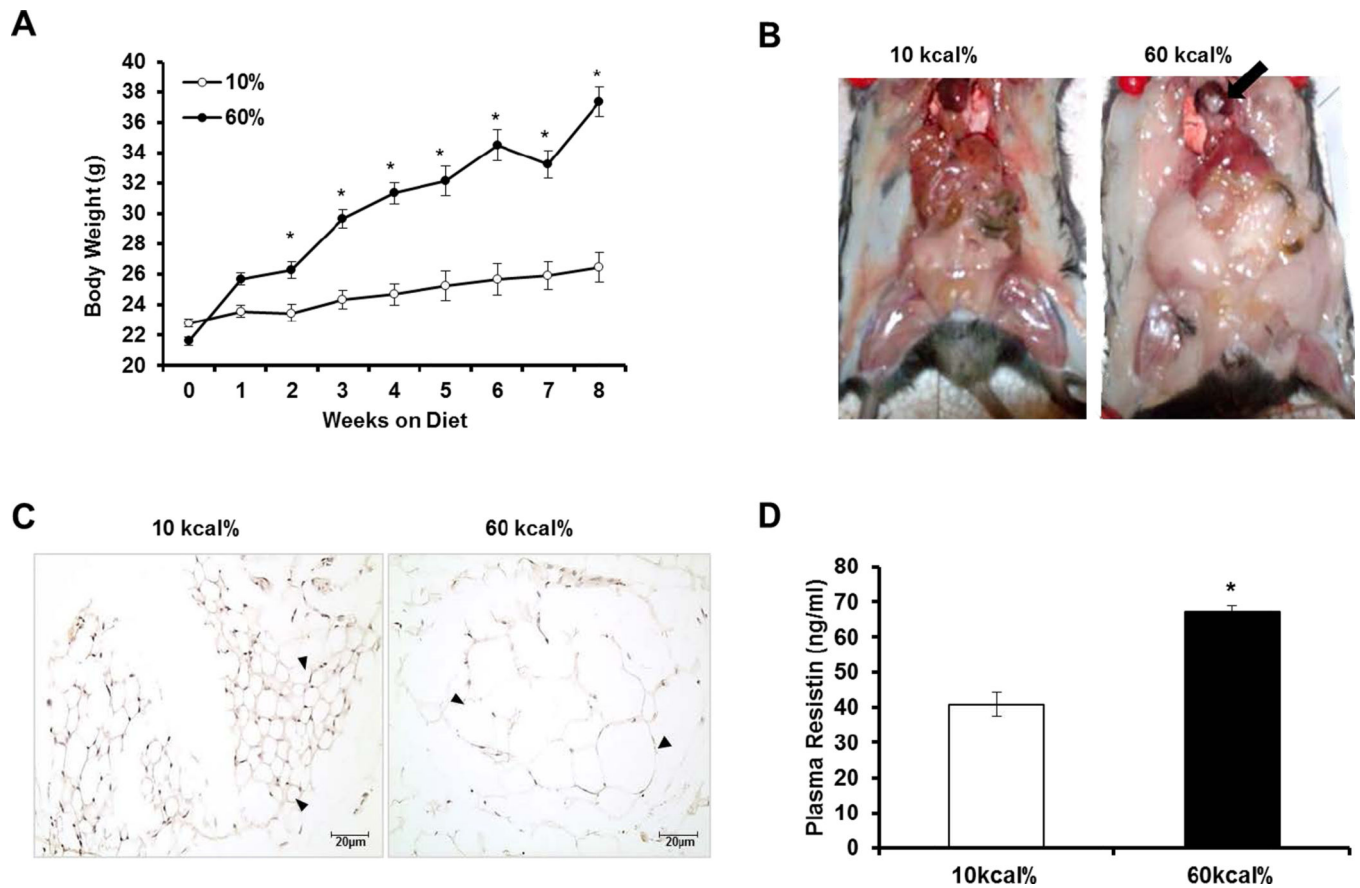 A
40
38
36
34
32
30
28
26
24
22
20
Body Weight (g)
10%
60%
*
*
*
*
*
*
*
*
0 1 2 3 4 5 6 7 8
Weeks on Diet
B
10 kcal%
60 kcal%
C
10 kcal%
60 kcal%
20µm
20µm
D
80
70
60
50
40
30
20
10
0
Plasma Resistin (ng/ml)
*
10kcal%
60kcal%